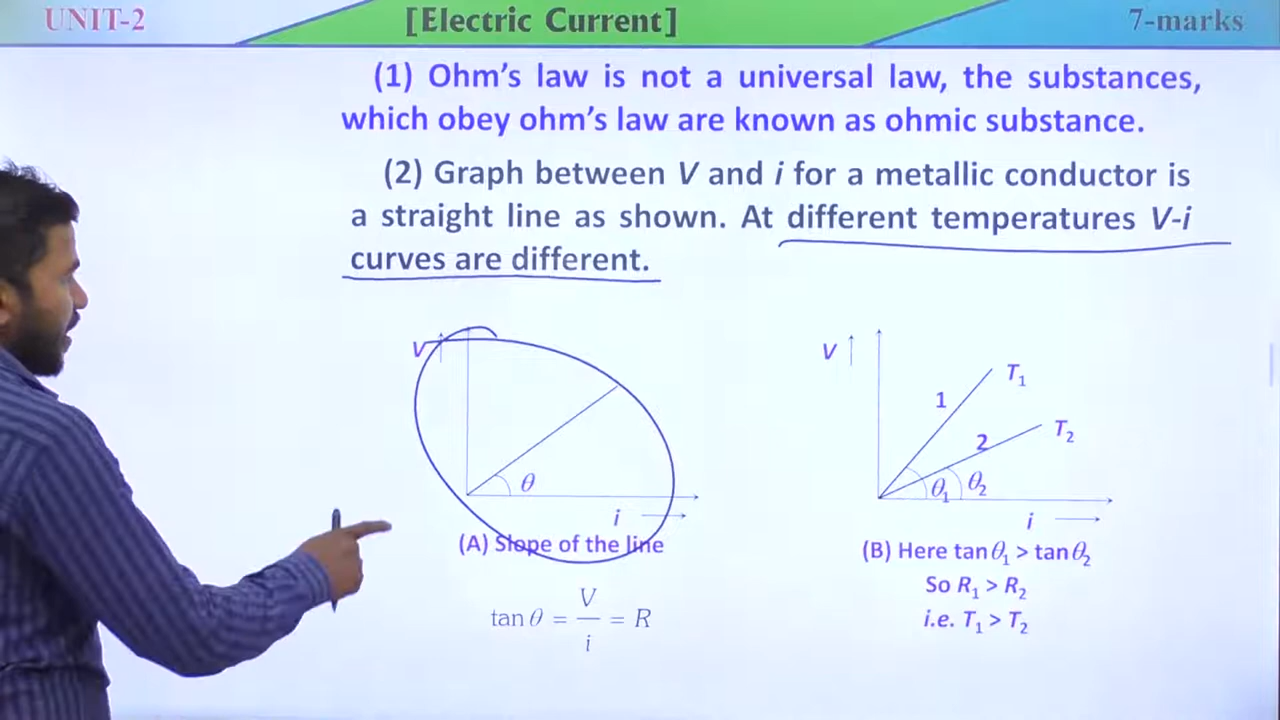 UNIT-2
[Electric Current]
7-marks
(1) Ohm's law is not a universal law, the substances,
which obey ohm's law are known as ohmic substance.
(2) Graph between V and i for a metallic conductor is
a straight line as shown. At different temperatures V-i
curves are different.
V
θ
i
(A) Slope of the line
tan θ = V/i = R
V
1
T₁
2
T₂
θ₁
θ₂
i
(B) Here tan θ₁ > tan θ₂
So R₁ > R₂
i.e. T₁ > T₂